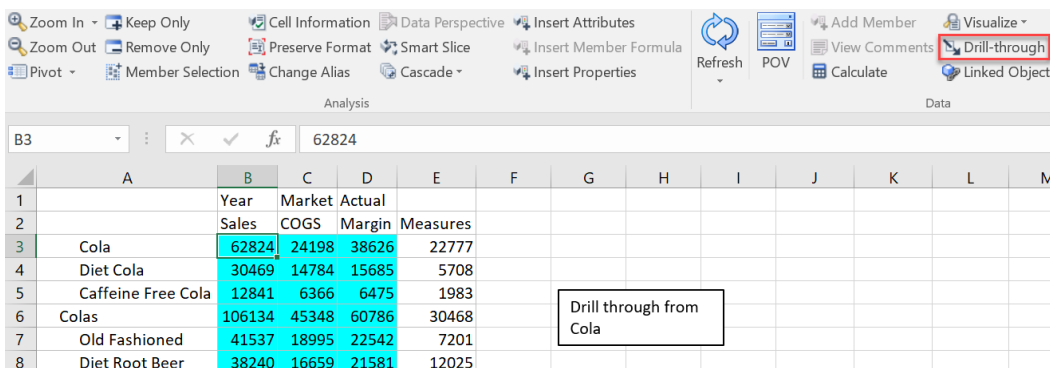 Zoom In Keep Only Cell Information Data Perspective Insert Attributes Add Member Visualize
Zoom Out Remove Only Preserve Format Smart Slice Insert Member Formula Refresh POV View Comments Drill-through
Pivot Member Selection Change Alias Cascade Insert Properties Calculate Linked Object
Analysis Data
B3 fx 62824
A B C D E F G H I J K L
1 Year Market Actual
2 Sales COGS Margin Measures
3 Cola 62824 24198 38626 22777
4 Diet Cola 30469 14784 15685 5708
5 Caffeine Free Cola 12841 6366 6475 1983
6 Colas 106134 45348 60786 30468
Drill through from
Cola
7 Old Fashioned 41537 18995 22542 7201
8 Diet Root Beer 38240 16659 21581 12025